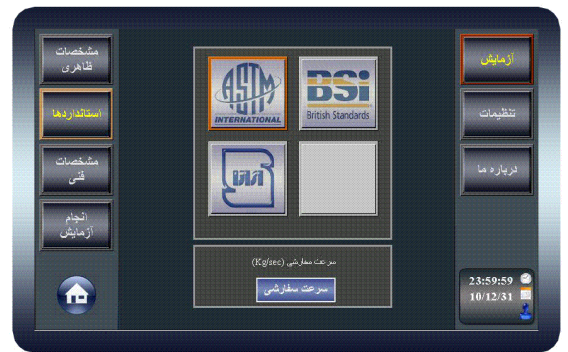 مشخصات
ظاهری
استانداردها
مشخصات
فنی
انجام
آزمایش
ASTM
INTERNATIONAL
BSi
British Standards
سرعت سفارشی (Kg/sec)
سرعت سفارشی
آزمایش
تنظیمات
درباره ما
23:59:59
10/12/31